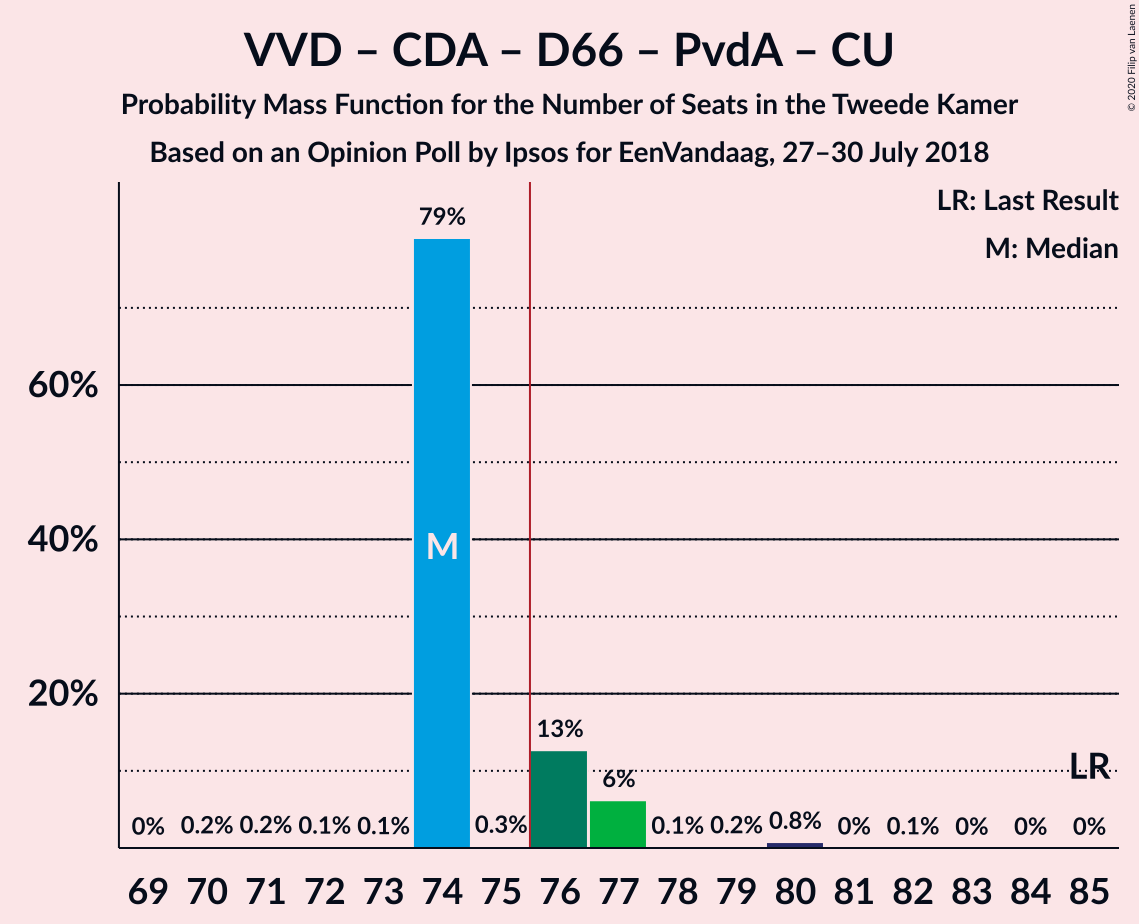 VVD – CDA – D66 – PvdA – CU
Probability Mass Function for the Number of Seats in the Tweede Kamer
Based on an Opinion Poll by Ipsos for EenVandaag, 27–30 July 2018
© 2020 Filip van Laenen
LR: Last Result
M: Median
79%
60%
40%
M
20%
13%
LR
6%
0% 0.2% 0.2% 0.1% 0.1% 0.3% 0.1% 0.2% 0.8% 0% 0.1% 0% 0% 0%
69 70 71 72 73 74 75 76 77 78 79 80 81 82 83 84 85